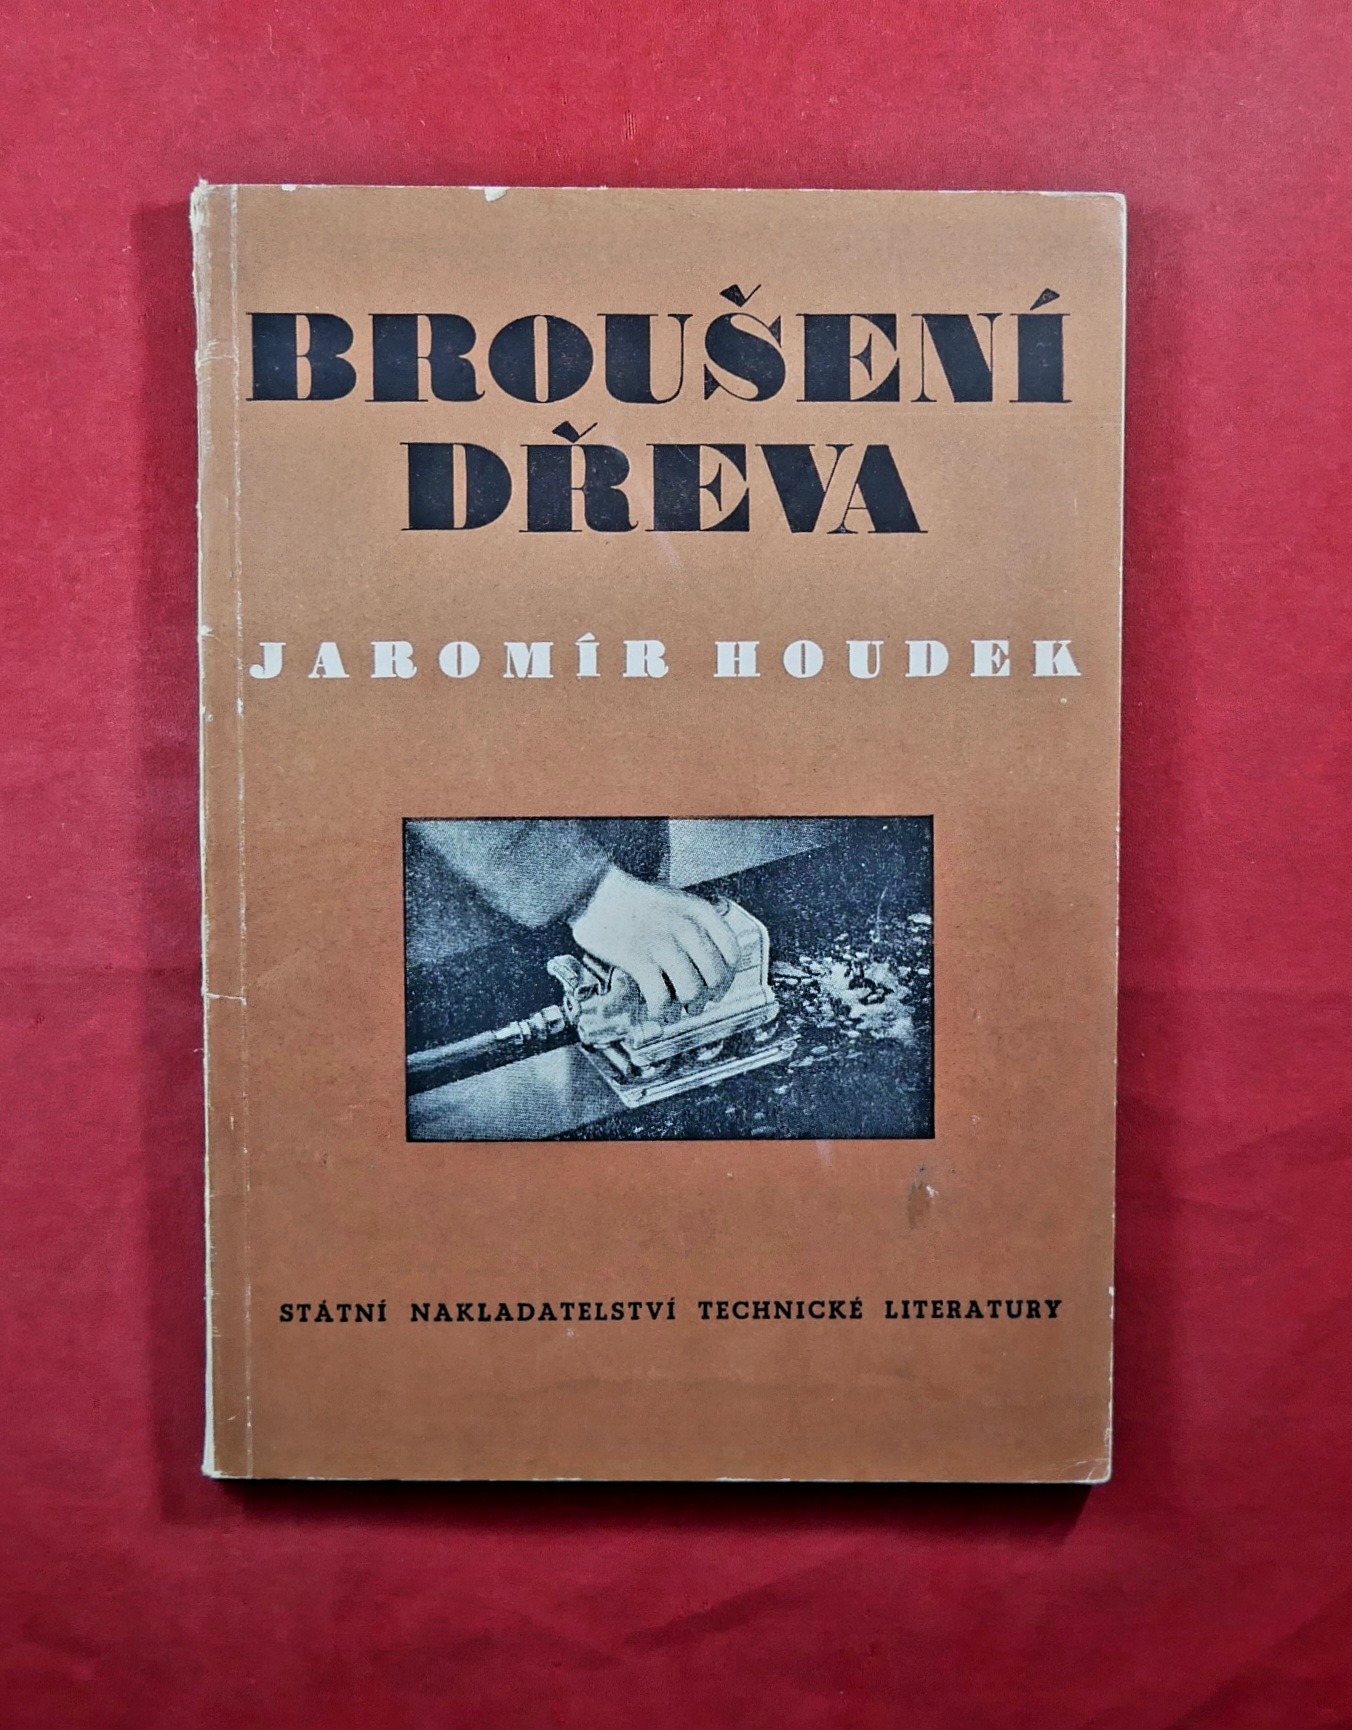 BROUŠENÍ
DŘEVA
JAROMÍR HOUDEK
STÁTNÍ NAKLADATELSTVÍ TECHNICKÉ LITERATURY